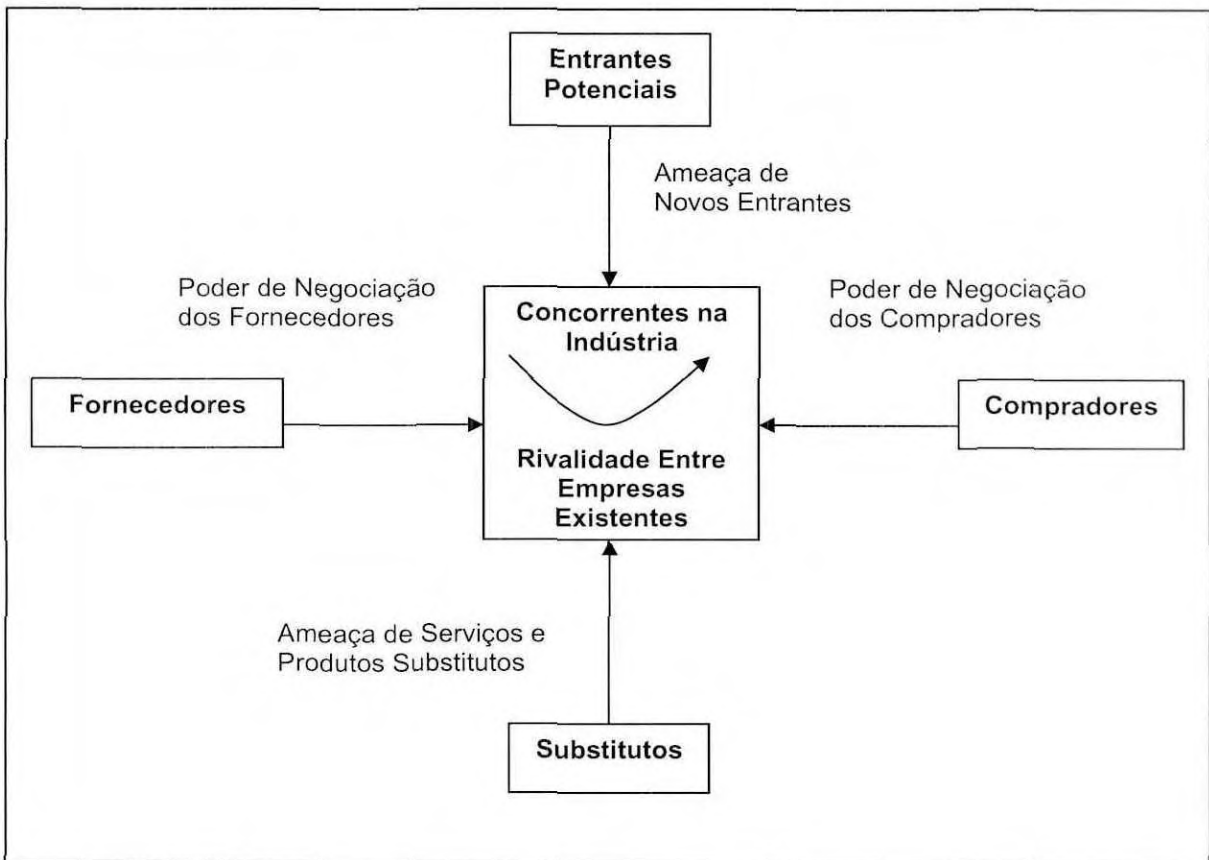 Entrantes
Potenciais
Ameaça de
Novos Entrantes
Poder de Negociação
dos Fornecedores
Poder de Negociação
dos Compradores
Concorrentes na
Indústria
Fornecedores
Compradores
Rivalidade Entre
Empresas
Existentes
Ameaça de Serviços e
Produtos Substitutos
Substitutos